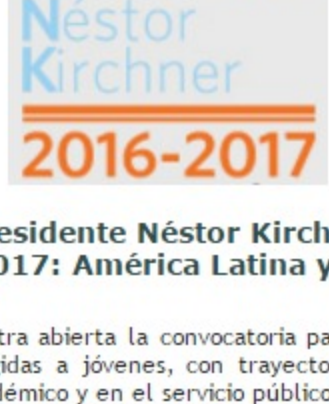 Néstor
Kirchner
2016-2017
esidente Néstor Kirch
017: América Latina y
tra abierta la convocatoria pa
idas a jóvenes, con trayecto
démico y en el servicio público